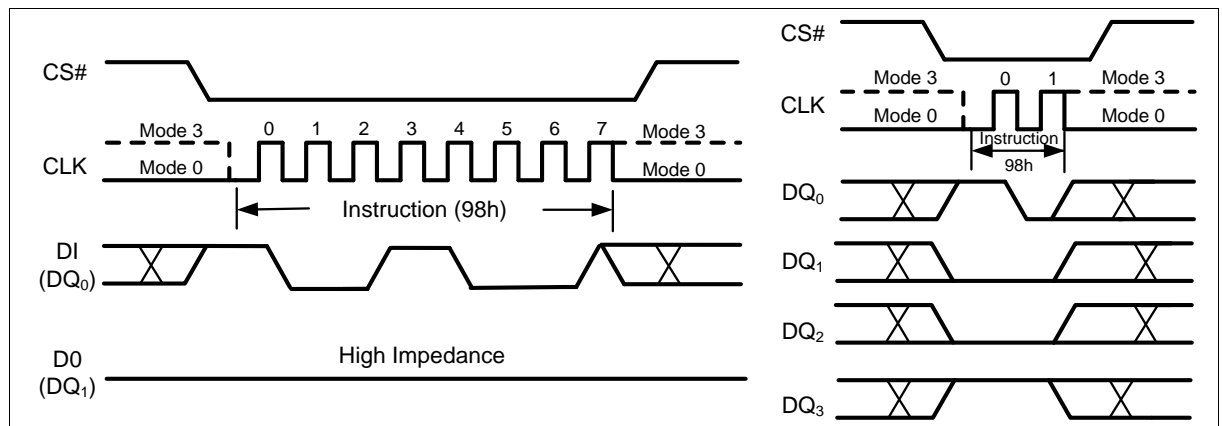 CS#
Mode 3
0 1 2 3 4 5 6 7
Mode 3
CLK
Mode 0
Mode 0
Instruction (98h)
DI
(DQ0)
High Impedance
D0
(DQ1)
CS#
Mode 3
0 1
Mode 3
CLK
Mode 0
Mode 0
Instruction
98h
DQ0
DQ1
DQ2
DQ3